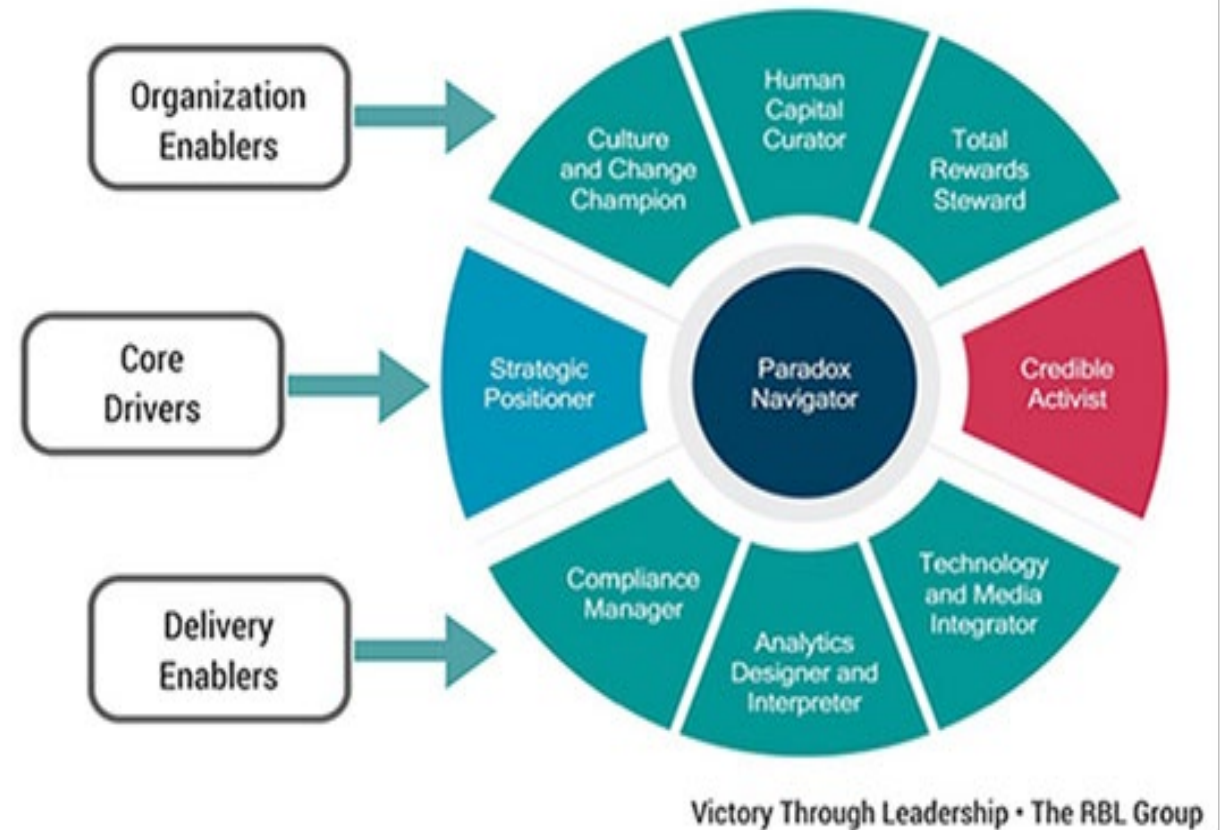 Organization
Enablers
Culture
and Change
Champion
Human
Capital
Curator
Total
Rewards
Steward
Core
Drivers
Strategic
Positioner
Paradox
Navigator
Credible
Activist
Delivery
Enablers
Compliance
Manager
Analytics
Designer and
Interpreter
Technology
and Media
Integrator
Victory Through Leadership • The RBL Group